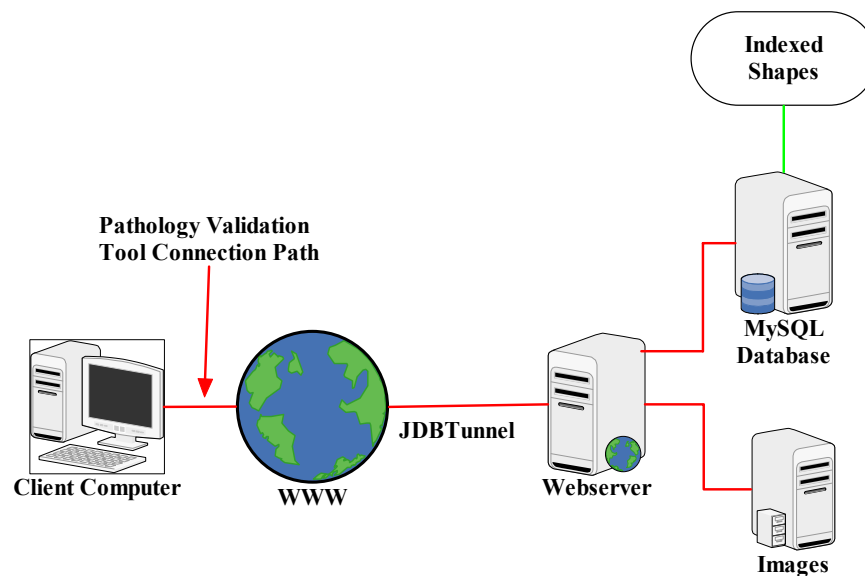 Indexed
Shapes
Pathology Validation
Tool Connection Path
MySQL
Database
JDBTunnel
Client Computer
WWW
Webserver
Images